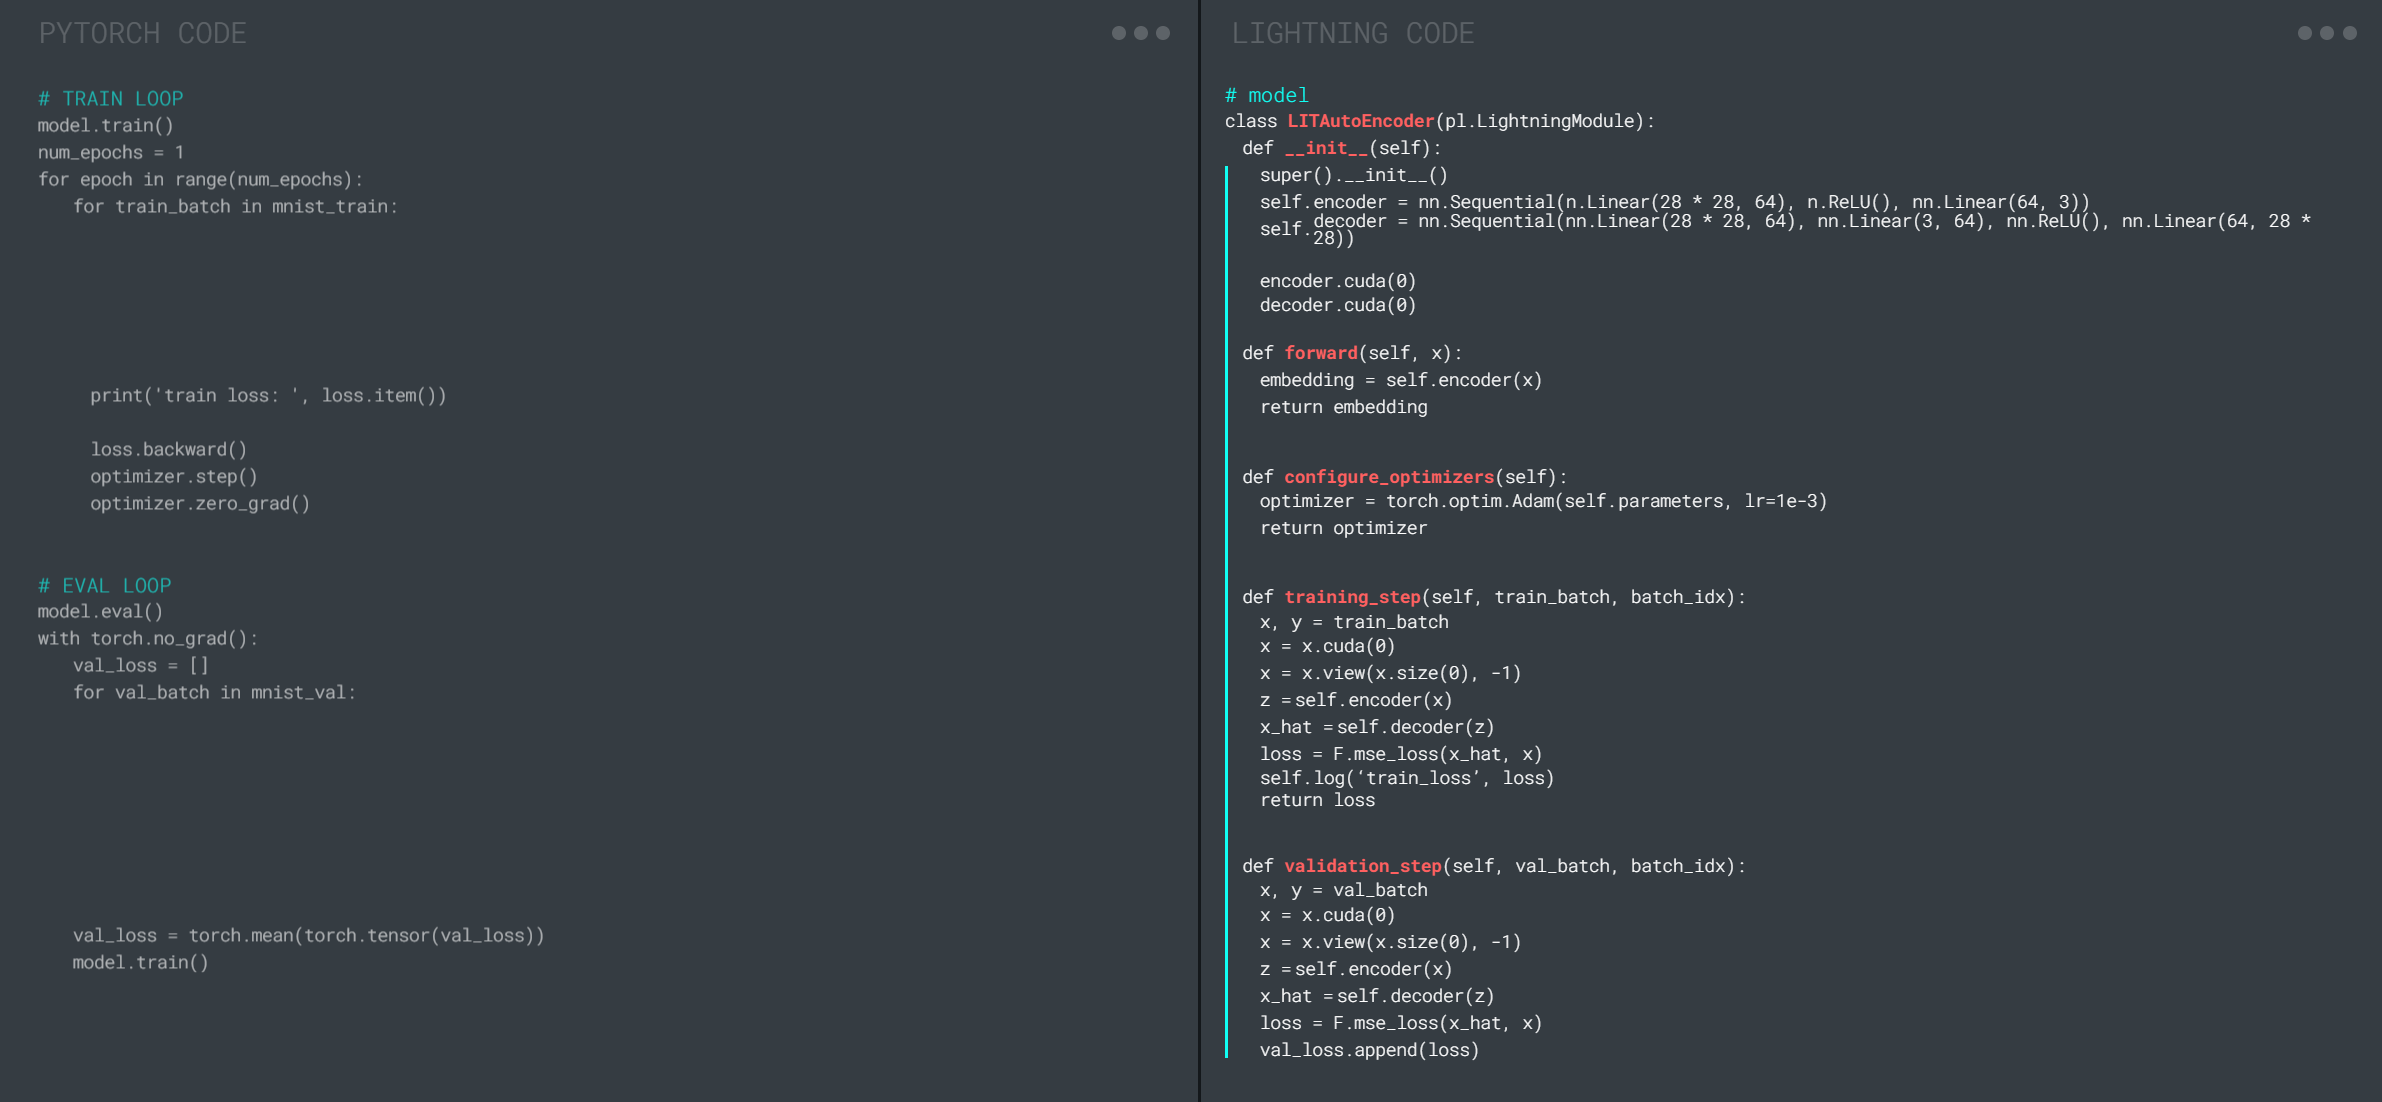 PYTORCH CODE
# TRAIN LOOP
model.train()
num_epochs = 1
for epoch in range(num_epochs):
for train_batch in mnist_train:
print('train loss: ', loss.item())
loss.backward()
optimizer.step()
optimizer.zero_grad()
# EVAL LOOP
model.eval()
with torch.no_grad():
val_loss = []
for val_batch in mnist_val:
val_loss = torch.mean(torch.tensor(val_loss))
model.train()
LIGHTNING CODE
# model
class LITAutoEncoder(pl.LightningModule):
def __init__(self):
super().__init__()
self.encoder = nn.Sequential(n.Linear(28 * 28, 64), n.ReLU(), nn.Linear(64, 3))
self.decoder = nn.Sequential(nn.Linear(28 * 28, 64), nn.Linear(3, 64), nn.ReLU(), nn.Linear(64, 28 *
28))
encoder.cuda(0)
decoder.cuda(0)
def forward(self, x):
embedding = self.encoder(x)
return embedding
def configure_optimizers(self):
optimizer = torch.optim.Adam(self.parameters, lr=1e-3)
return optimizer
def training_step(self, train_batch, batch_idx):
x, y = train_batch
x = x.cuda(0)
x = x.view(x.size(0), -1)
z =self.encoder(x)
x_hat =self.decoder(z)
loss = F.mse_loss(x_hat, x)
self.log(‘train_loss’, loss)
return loss
def validation_step(self, val_batch, batch_idx):
x, y = val_batch
x = x.cuda(0)
x = x.view(x.size(0), -1)
z =self.encoder(x)
x_hat =self.decoder(z)
loss = F.mse_loss(x_hat, x)
val_loss.append(loss)